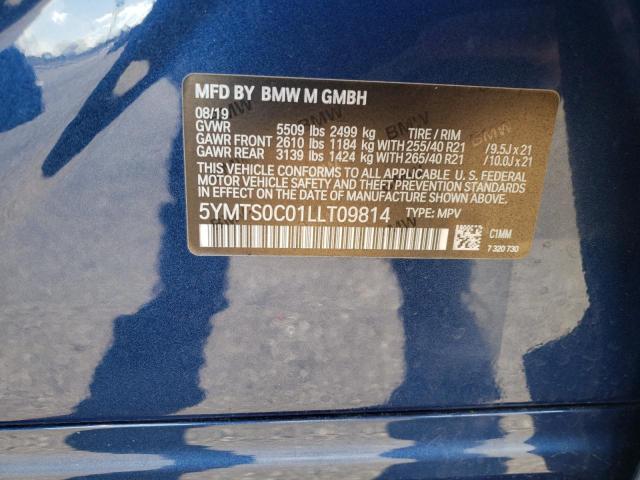 MFD BY BMW M GMBH
08/19
GVWR 5509 lbs 2499 kg TIRE / RIM
GAWR FRONT 2610 lbs 1184 kg WITH 255/40 R21 / 9.5J x 21
GAWR REAR 3139 lbs 1424 kg WITH 265/40 R21 / 10.0J x 21
THIS VEHICLE CONFORMS TO ALL APPLICABLE U. S. FEDERAL
MOTOR VEHICLE SAFETY, BUMPER, AND THEFT PREVENTION
STANDARDS IN EFFECT ON THE DATE OF MANUFACTURE SHOWN ABOVE.
5YMTS0C01LLT09814 TYPE: MPV
C1MM
7 320 730